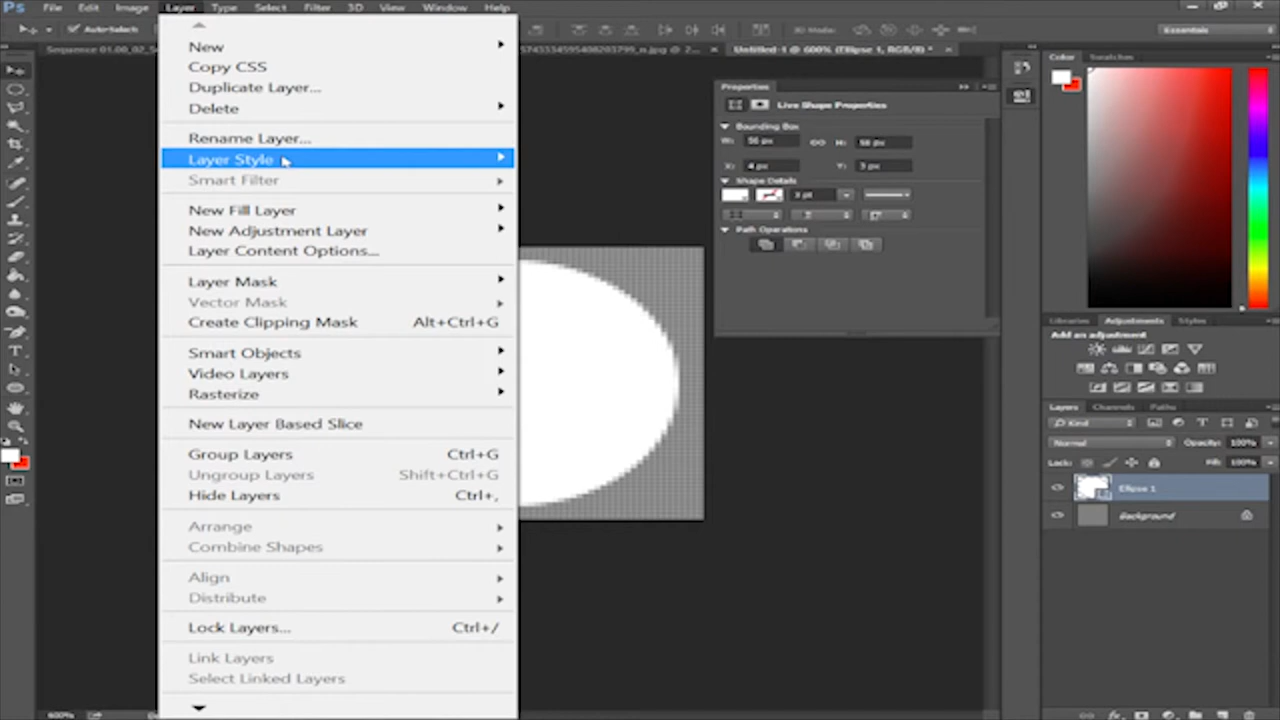 Ps File Edit Image Layer Type Select Filter 3D View Window Help
Auto-Select 3D Mode: Essentials
Untitled-1 @ 600% (Ellipse 1, RGB/8) *
New
Copy CSS
Duplicate Layer...
Delete
Rename Layer...
Layer Style
Smart Filter
New Fill Layer
New Adjustment Layer
Layer Content Options...
Layer Mask
Vector Mask
Create Clipping Mask Alt+Ctrl+G
Smart Objects
Video Layers
Rasterize
New Layer Based Slice
Group Layers Ctrl+G
Ungroup Layers Shift+Ctrl+G
Hide Layers Ctrl+,
Arrange
Combine Shapes
Align
Distribute
Lock Layers... Ctrl+/
Link Layers
Select Linked Layers
Properties
Live Shape Properties
Bounding Box
W: H:
X: 4 px Y: 3 px
Shape Details
3 pt
Path Operations
Color Swatches
Libraries Adjustments Styles
Add an adjustment
Layers Channels Paths
Kind
Normal Opacity: 100%
Lock: Fill: 100%
Ellipse 1
Background
600%